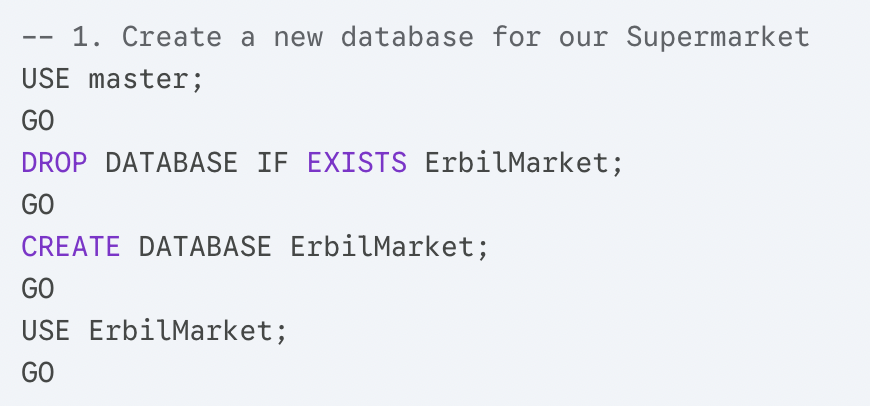 -- 1. Create a new database for our Supermarket
USE master;
GO
DROP DATABASE IF EXISTS ErbilMarket;
GO
CREATE DATABASE ErbilMarket;
GO
USE ErbilMarket;
GO